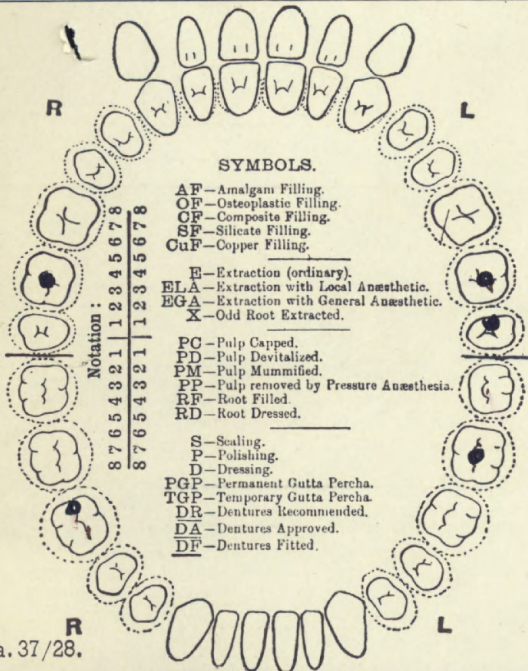 R
L
SYMBOLS.
AF—Amalgam Filling.
OF—Osteoplastic Filling.
CF—Composite Filling.
SF—Silicate Filling.
CuF—Copper Filling.
E—Extraction (ordinary).
ELA—Extraction with Local Anæsthetic.
EGA—Extraction with General Anæsthetic.
X—Odd Root Extracted.
PC—Pulp Capped.
PD—Pulp Devitalized.
PM—Pulp Mummified.
PP—Pulp removed by Pressure Anæsthesia.
RF—Root Filled.
RD—Root Dressed.
S—Scaling.
P—Polishing.
D—Dressing.
PGP—Permanent Gutta Percha.
TGP—Temporary Gutta Percha.
DR—Dentures Recommended.
DA—Dentures Approved.
DF—Dentures Fitted.
Notation :
8 7 6 5 4 3 2 1 | 1 2 3 4 5 6 7 8
8 7 6 5 4 3 2 1 | 1 2 3 4 5 6 7 8
R
L
a. 37/28.